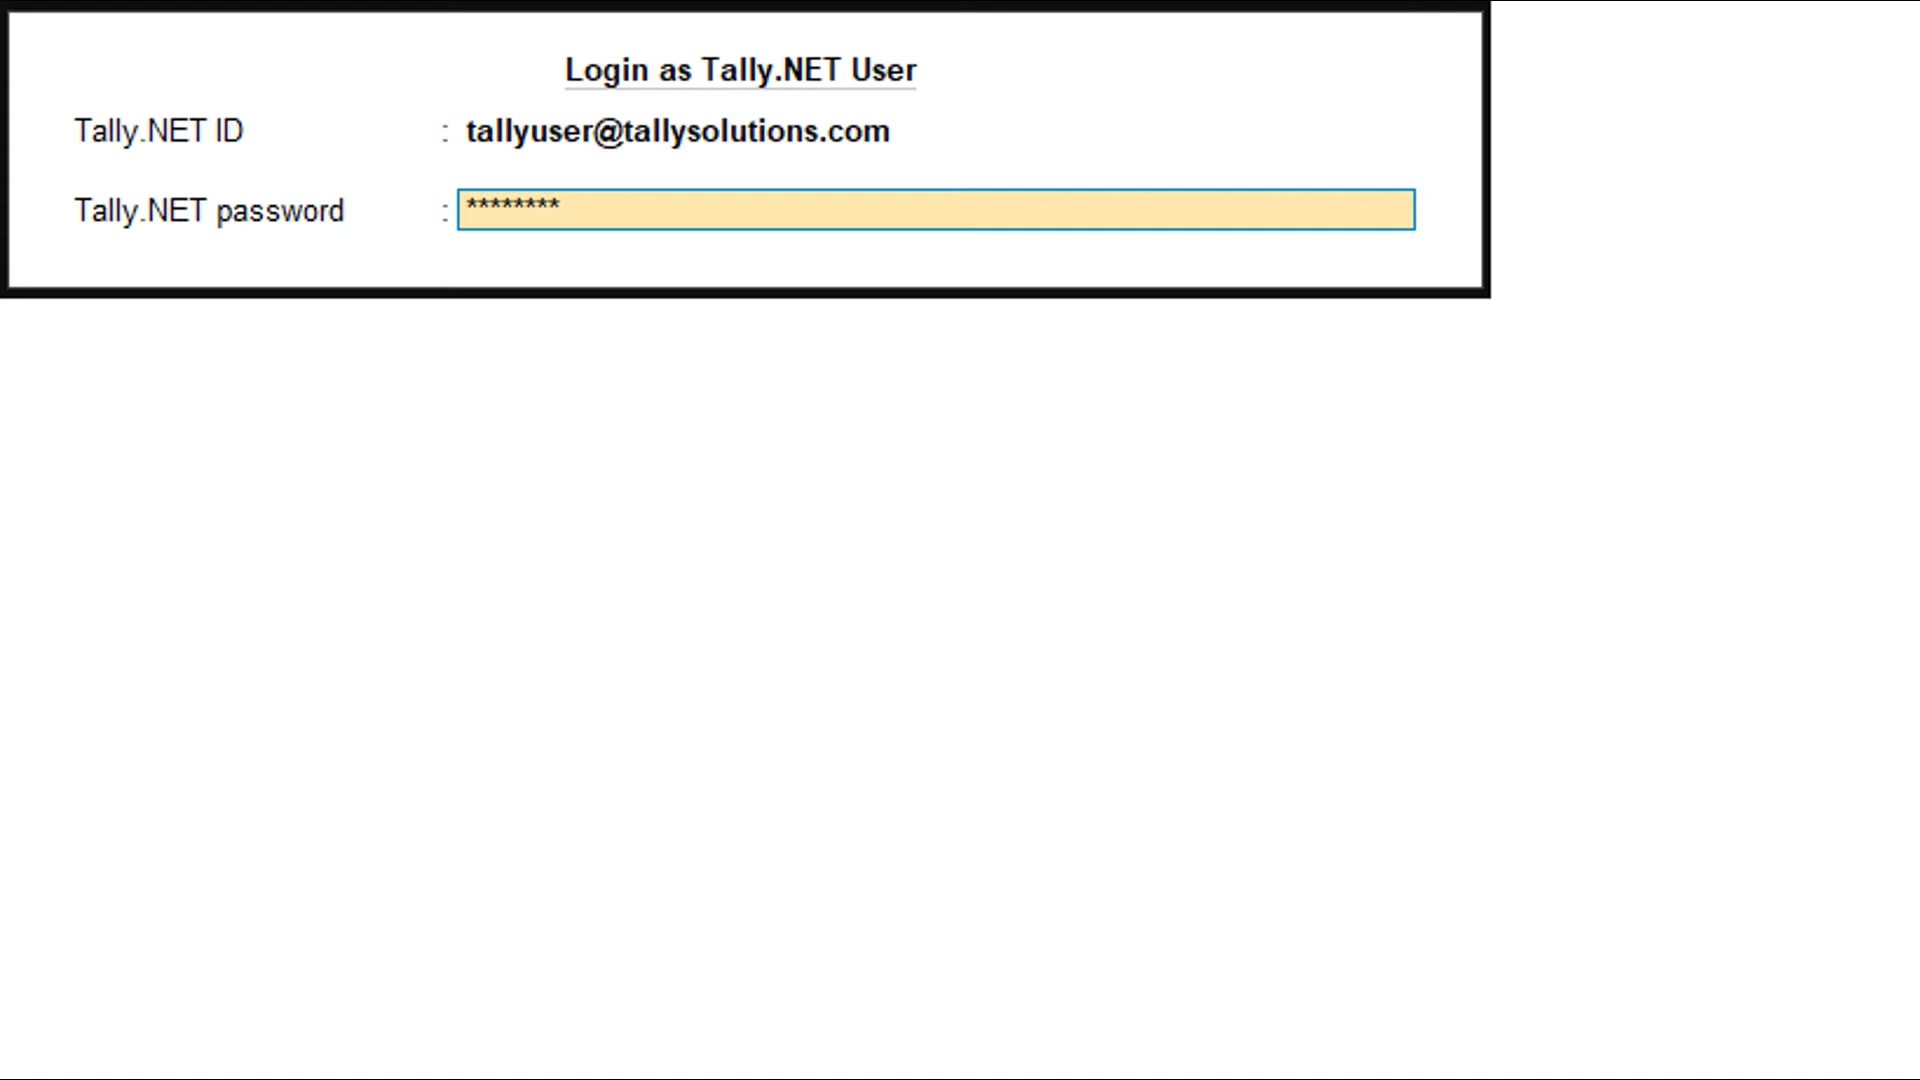 Login as Tally.NET User
Tally.NET ID : tallyuser@tallysolutions.com
Tally.NET password : ********